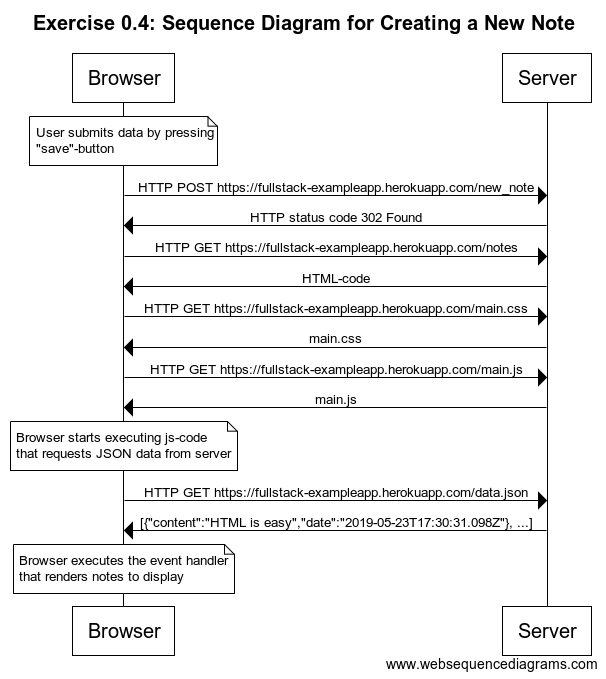 Exercise 0.4: Sequence Diagram for Creating a New Note
Browser
Server
User submits data by pressing
"save"-button
HTTP POST https://fullstack-exampleapp.herokuapp.com/new_note
HTTP status code 302 Found
HTTP GET https://fullstack-exampleapp.herokuapp.com/notes
HTML-code
HTTP GET https://fullstack-exampleapp.herokuapp.com/main.css
main.css
HTTP GET https://fullstack-exampleapp.herokuapp.com/main.js
main.js
Browser starts executing js-code
that requests JSON data from server
HTTP GET https://fullstack-exampleapp.herokuapp.com/data.json
[{"content":"HTML is easy","date":"2019-05-23T17:30:31.098Z"}, ...]
Browser executes the event handler
that renders notes to display
Browser
Server
www.websequencediagrams.com